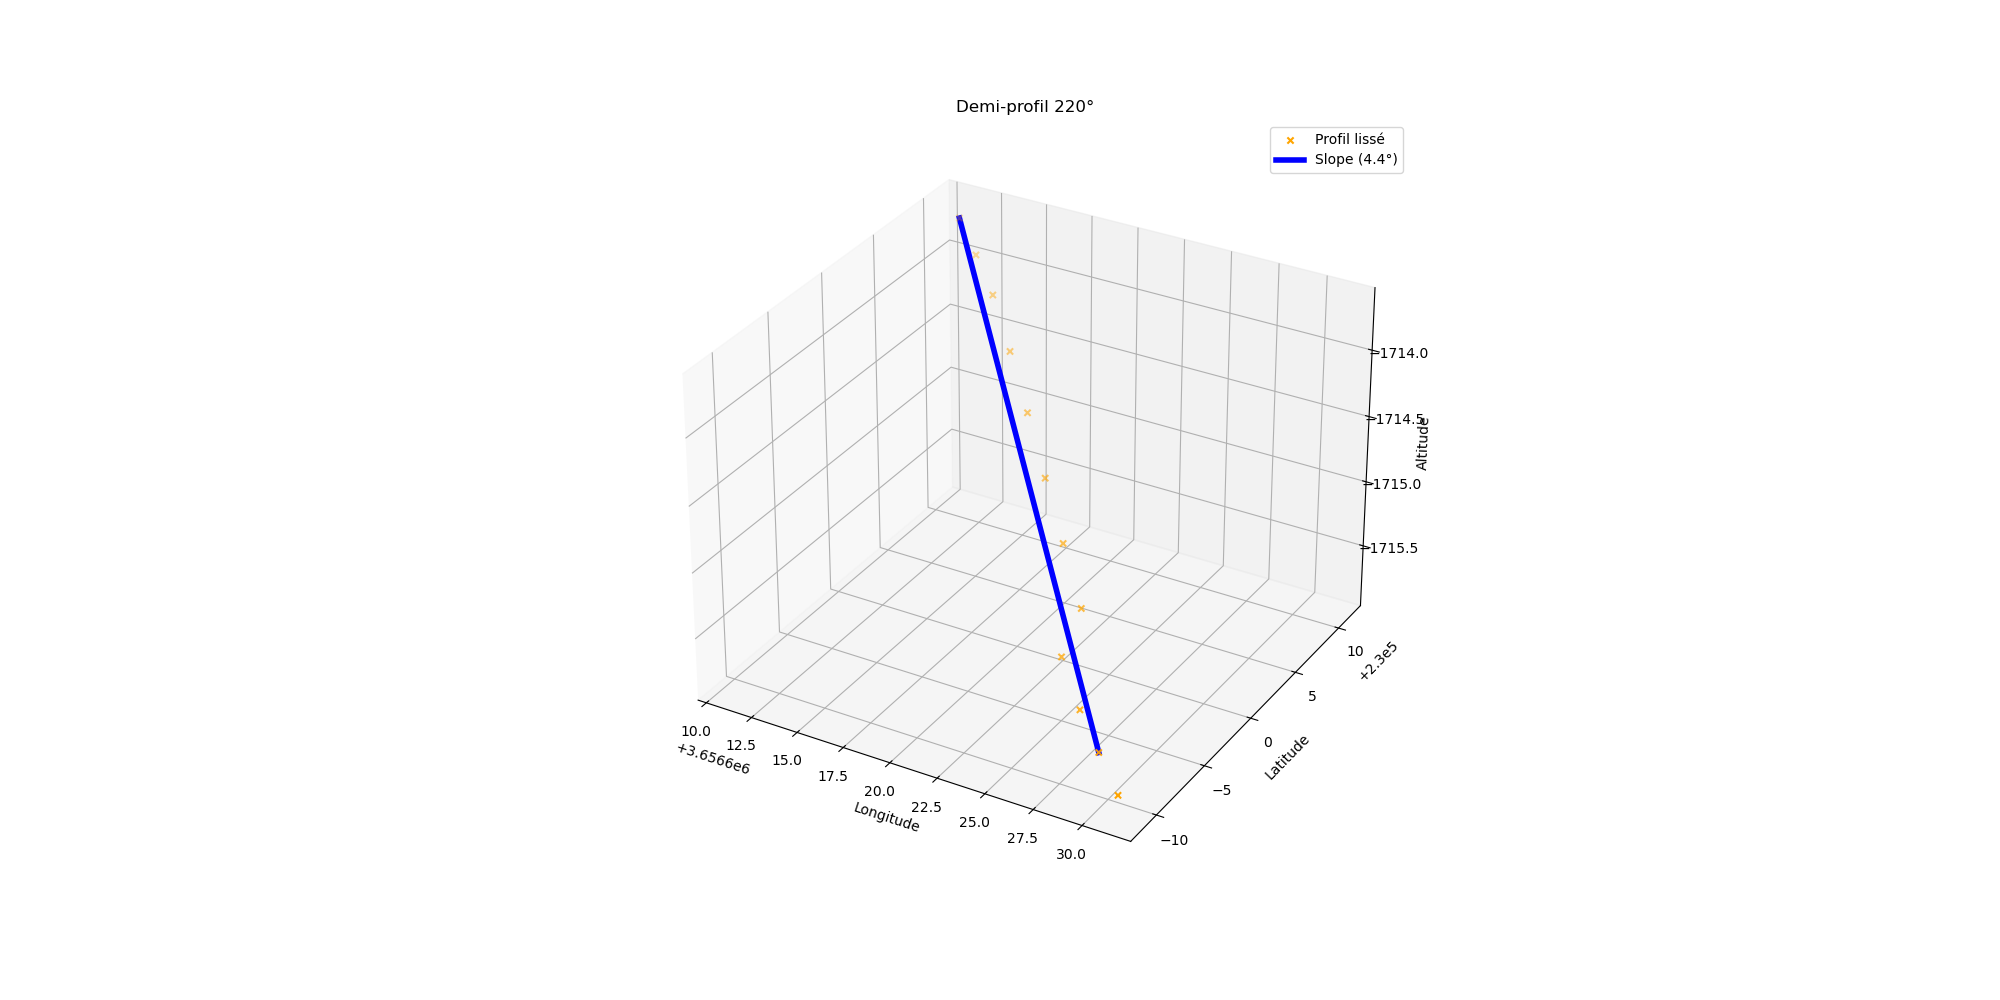 Demi-profil 220°
Profil lissé
Slope (4.4°)
−1714.0
−1714.5
−1715.0
−1715.5
Altitude
10
5
0
−5
−10
+2.3e5
Latitude
10.0
12.5
15.0
17.5
20.0
22.5
25.0
27.5
30.0
+3.6566e6
Longitude